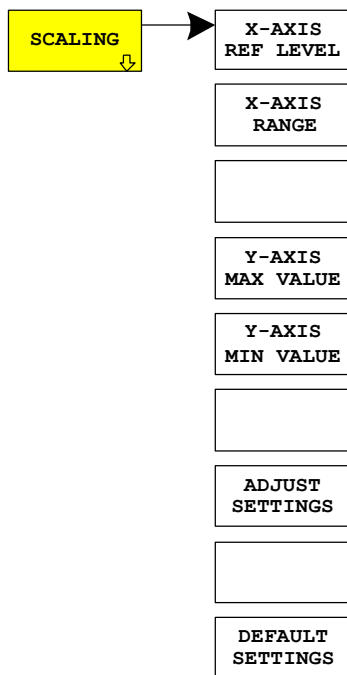 SCALING
X-AXIS
REF LEVEL
X-AXIS
RANGE
Y-AXIS
MAX VALUE
Y-AXIS
MIN VALUE
ADJUST
SETTINGS
DEFAULT
SETTINGS